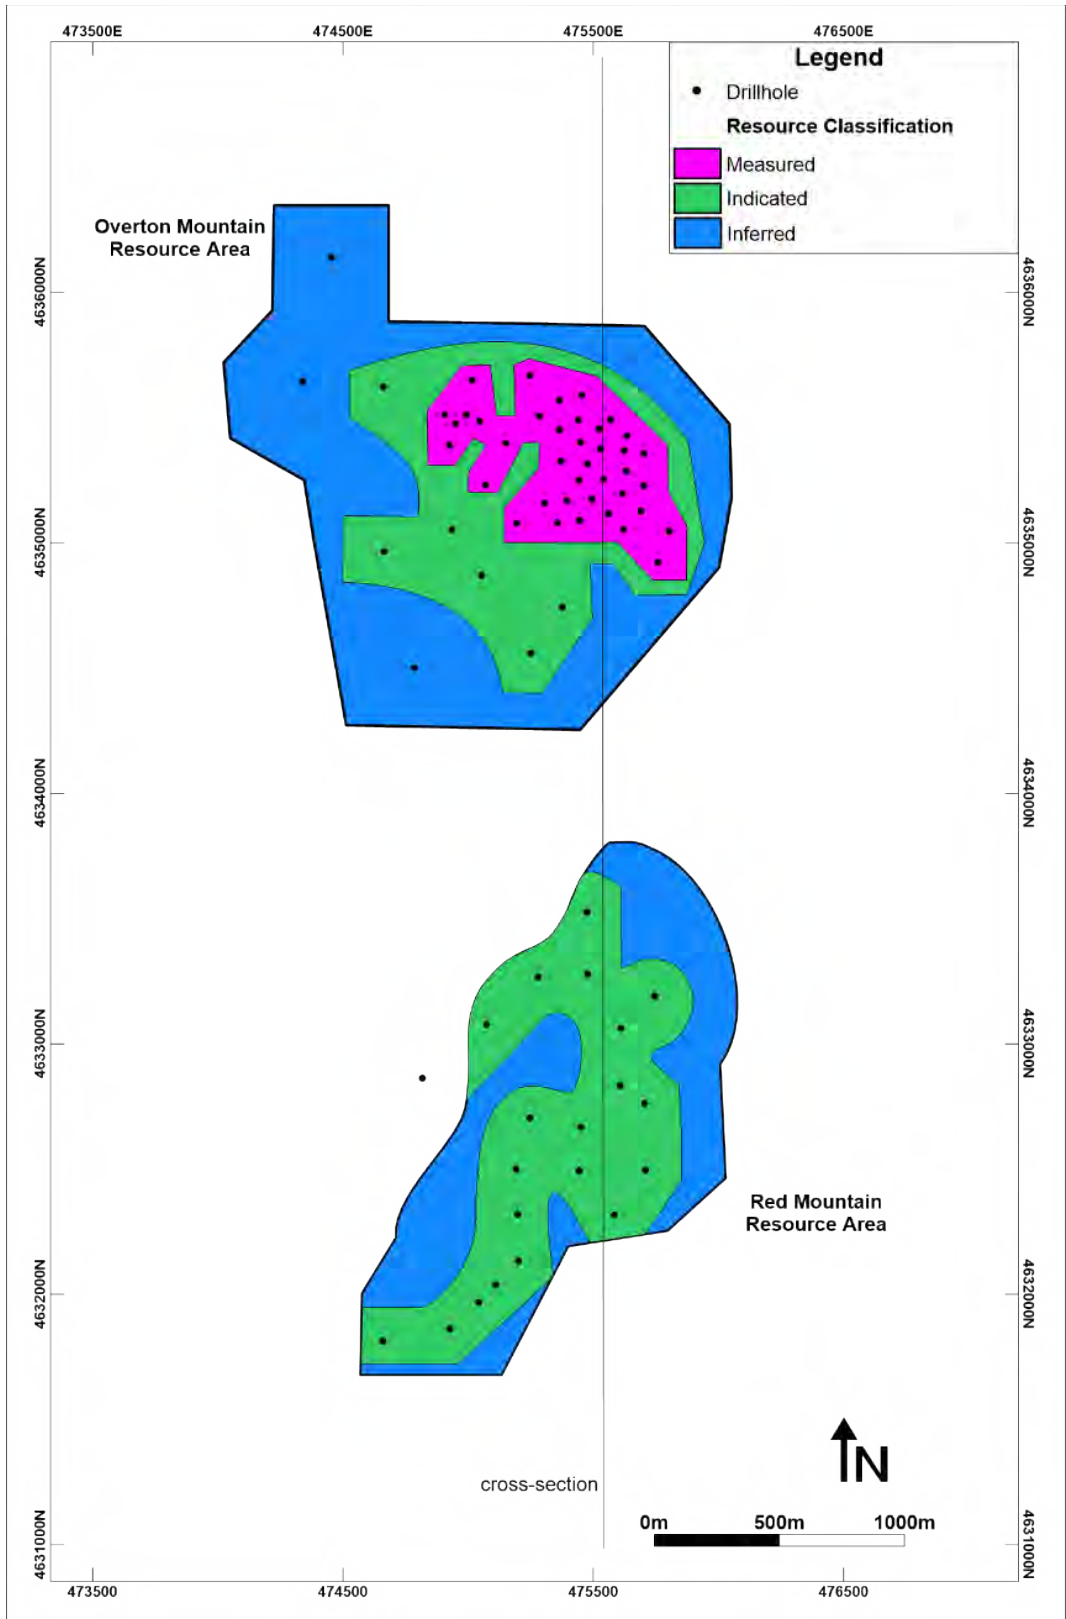 473500E 474500E 475500E 476500E
Legend
Drillhole
Resource Classification
Measured
Indicated
Inferred
Overton Mountain
Resource Area
4636000N 4636000N
4635000N 4635000N
4634000N 4634000N
4633000N 4633000N
Red Mountain
Resource Area
4632000N 4632000N
N
cross-section
0m 500m 1000m
4631000N 4631000N
473500 474500 475500 476500